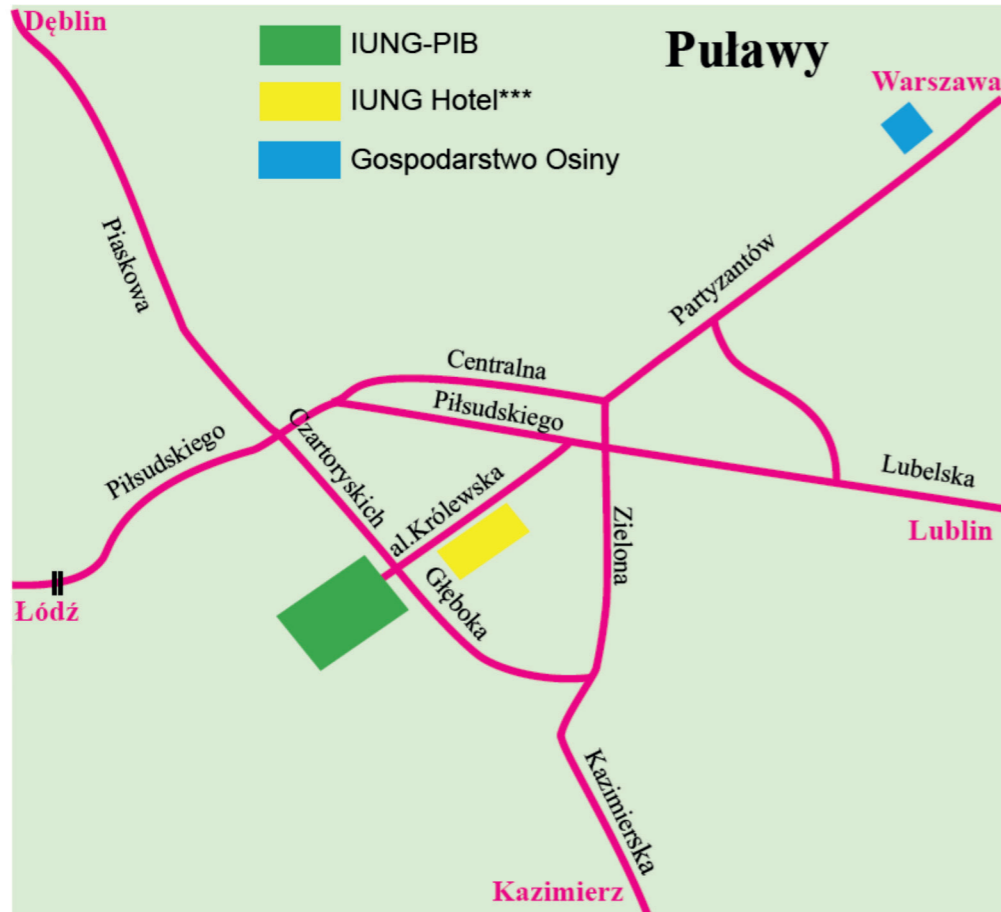 Dęblin
IUNG-PIB
Puławy
IUNG Hotel***
Warszawa
Gospodarstwo Osiny
Piaskowa
Partyzantów
Centralna
Piłsudskiego
Czartoryskich
Piłsudskiego
Lubelska
al.Królewska
Lublin
Zielona
Głęboka
Łódź
Kazimierska
Kazimierz